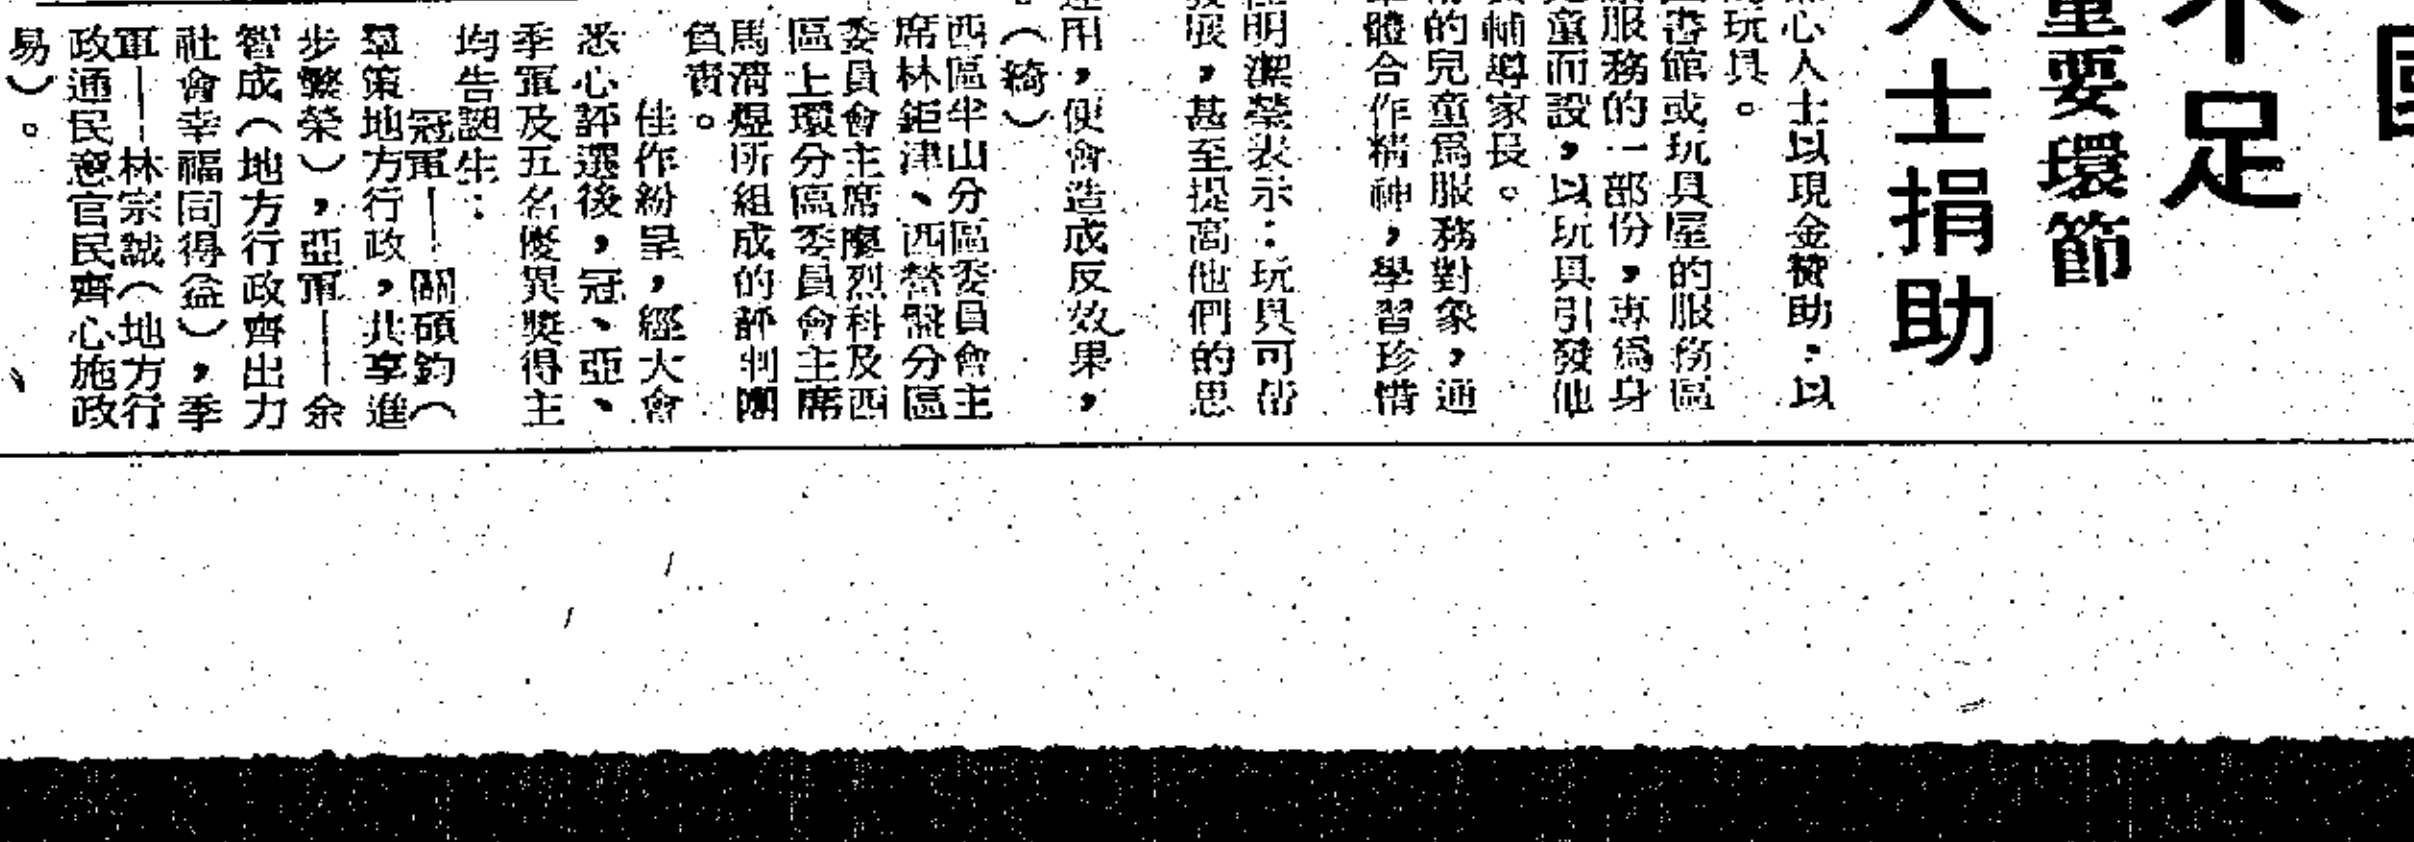 不足
重要環節
人士捐助
心人士以現金贊助，以
玩具。
書館或玩具屋的服務區
服務的一部份，專為身
童而設，以玩具引發他
輔導家長。
的兒童為服務對象，通
體合作精神，學習珍惜
明潔榮表示：玩具可帶
發展，甚至提高他們的思
運用，便會造成反效果，
。（綺）
西區半山分區委員會主
席林鉅津、西營盤分區
委員會主席廖烈科及西
區上環分區委員會主席
馬清煜所組成的評判團
負責。
佳作紛呈，經大會
悉心評選後，冠、亞、
季軍及五名優異獎得主
均告誕生：
冠軍——關碩鈞（
羣策地方行政，共享進
步繁榮），亞軍——余
智成（地方行政齊出力
社會幸福同得益），季
軍——林宗誠（地方行
政通民意官民齊心施政
易）。